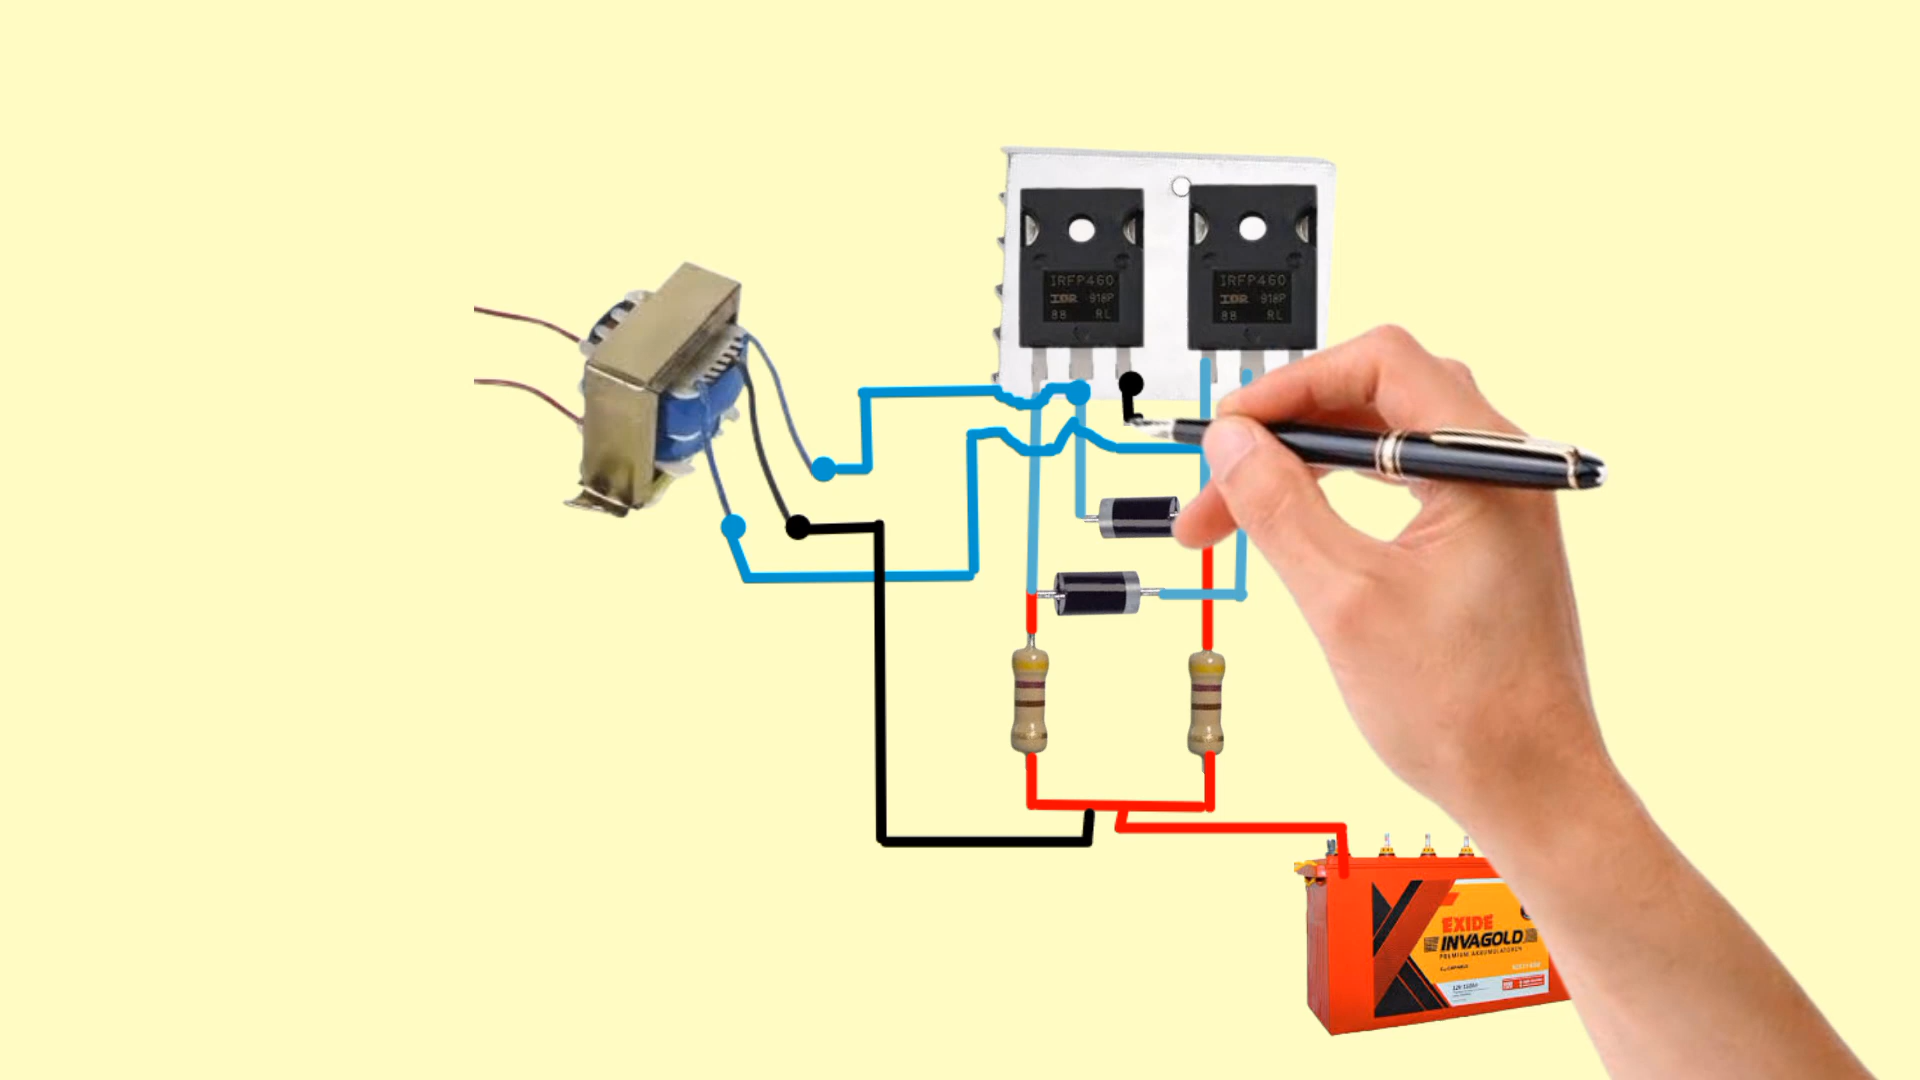 IRFP460
IOR 918P
88 RL
IRFP460
IOR 918P
88 RL
EXIDE
INVAGOLD